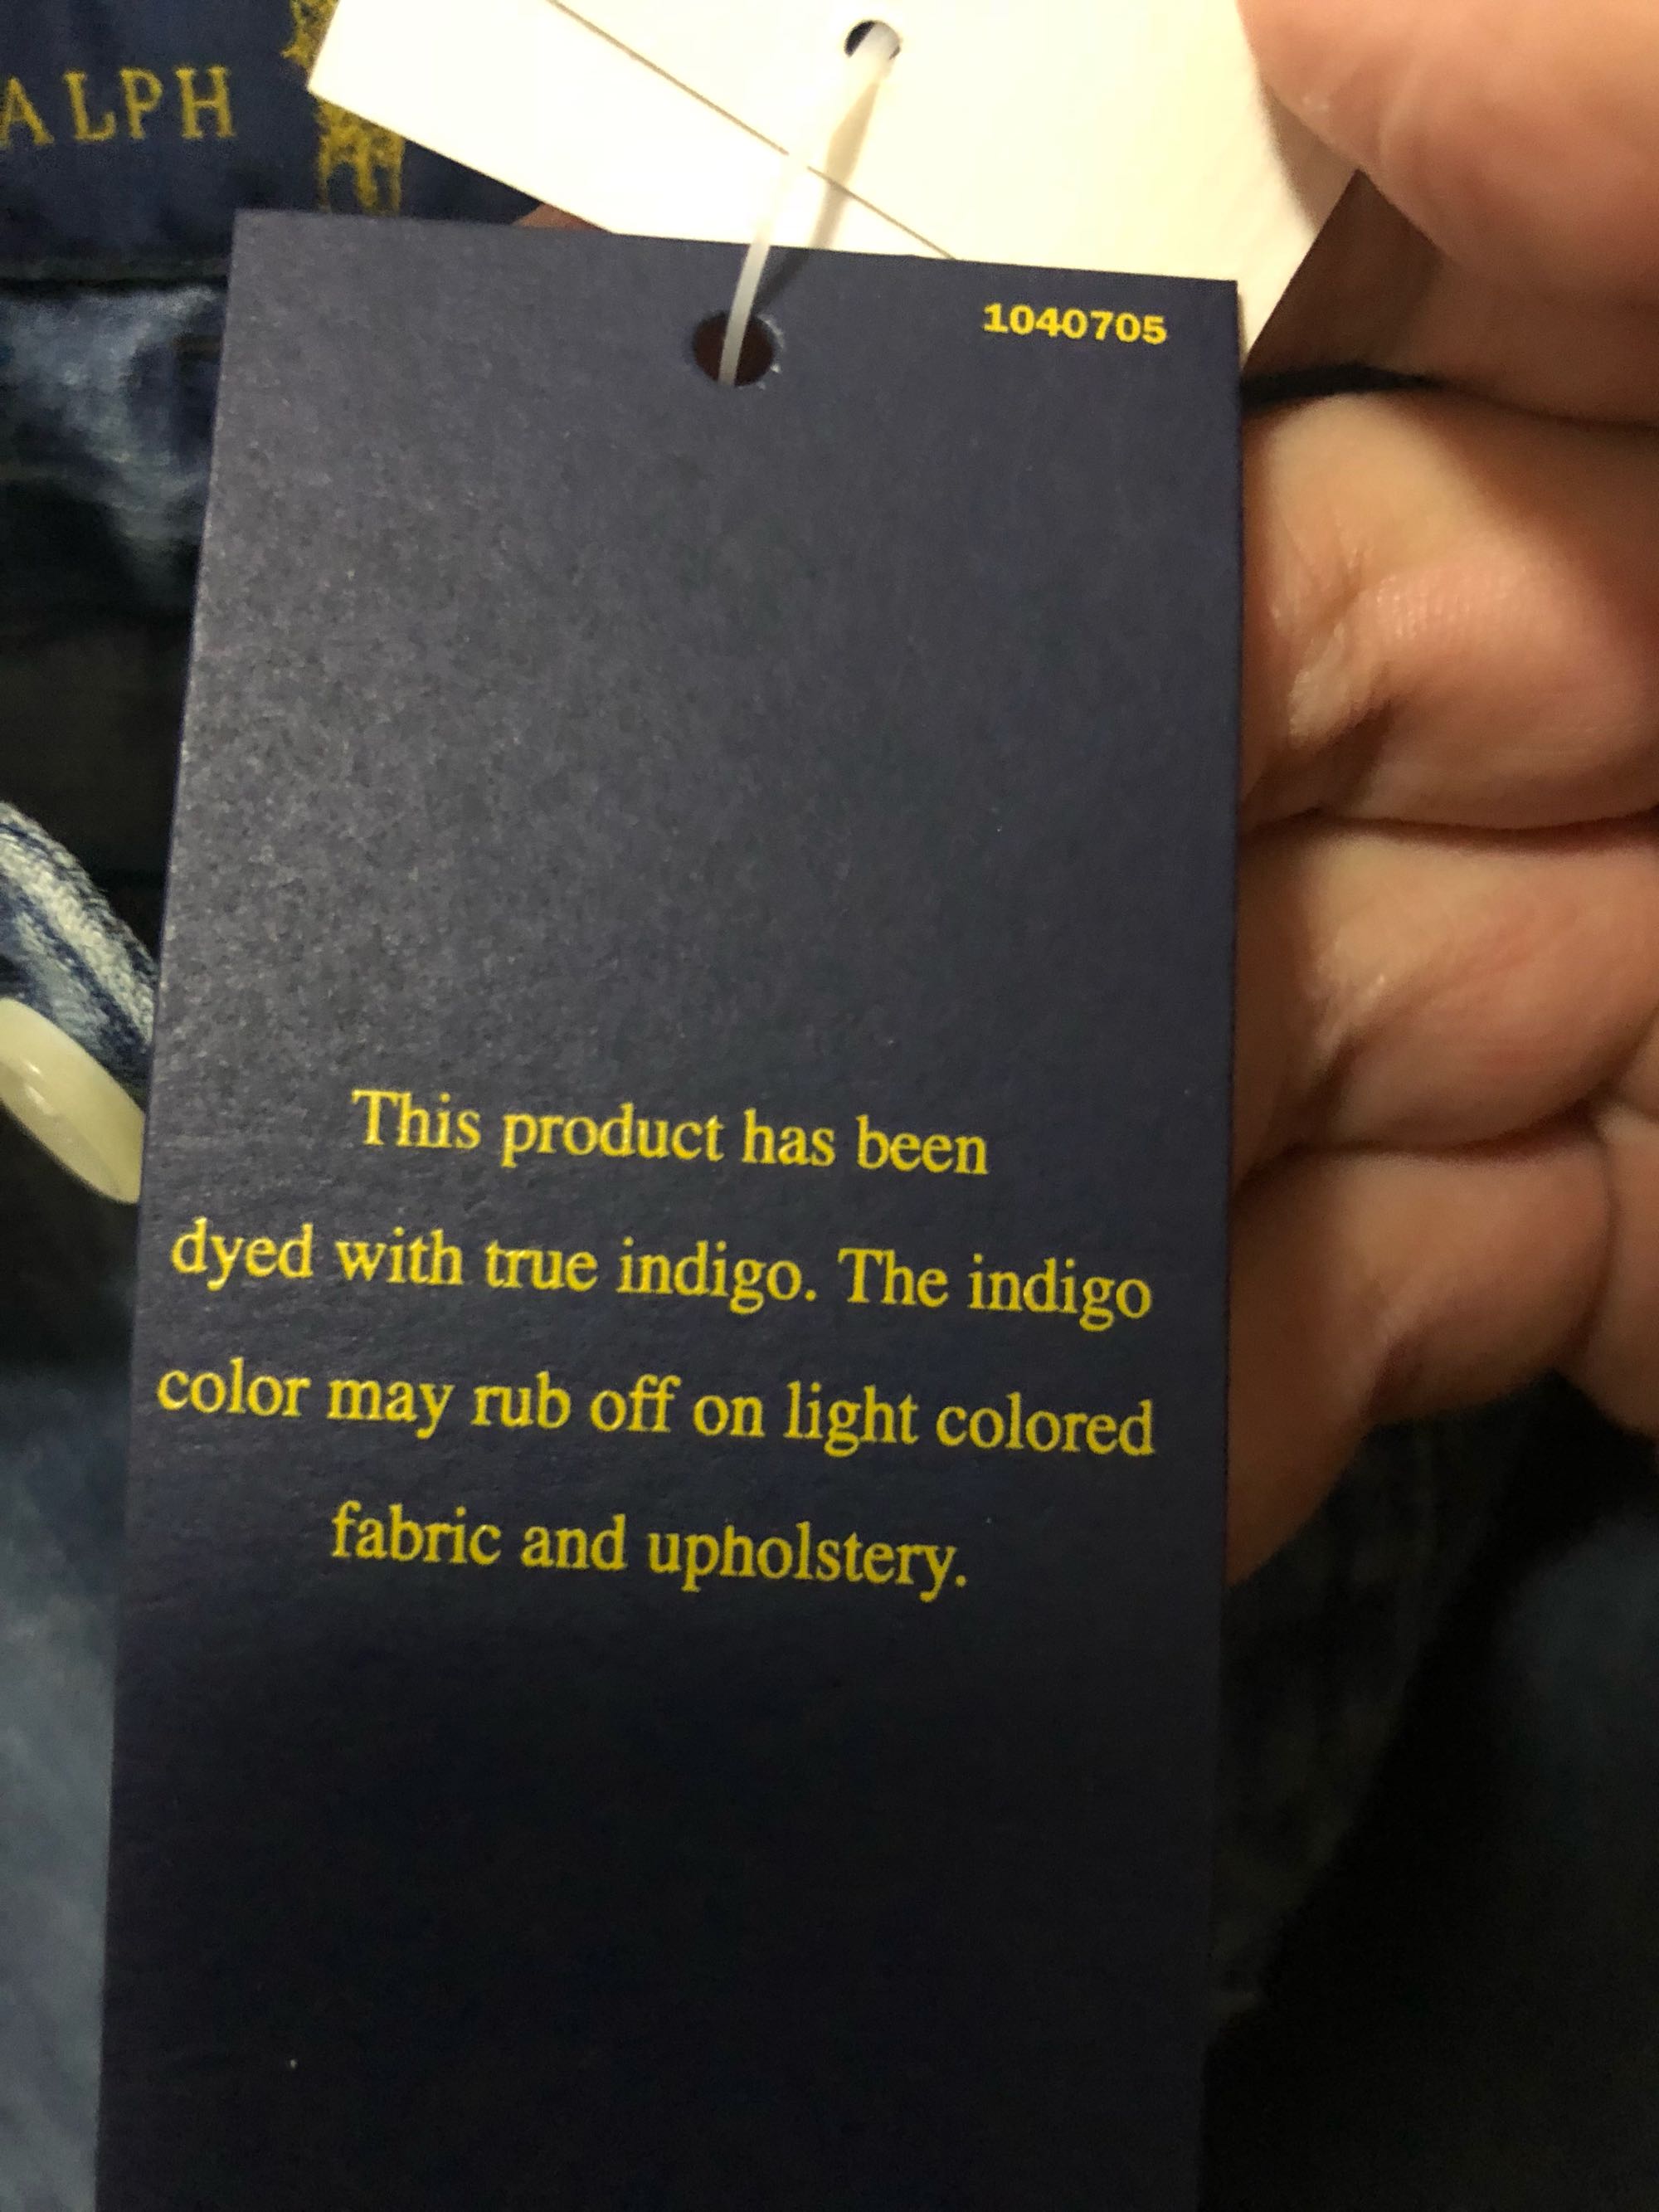 ALPH
1040705
This product has been
dyed with true indigo. The indigo
color may rub off on light colored
fabric and upholstery.